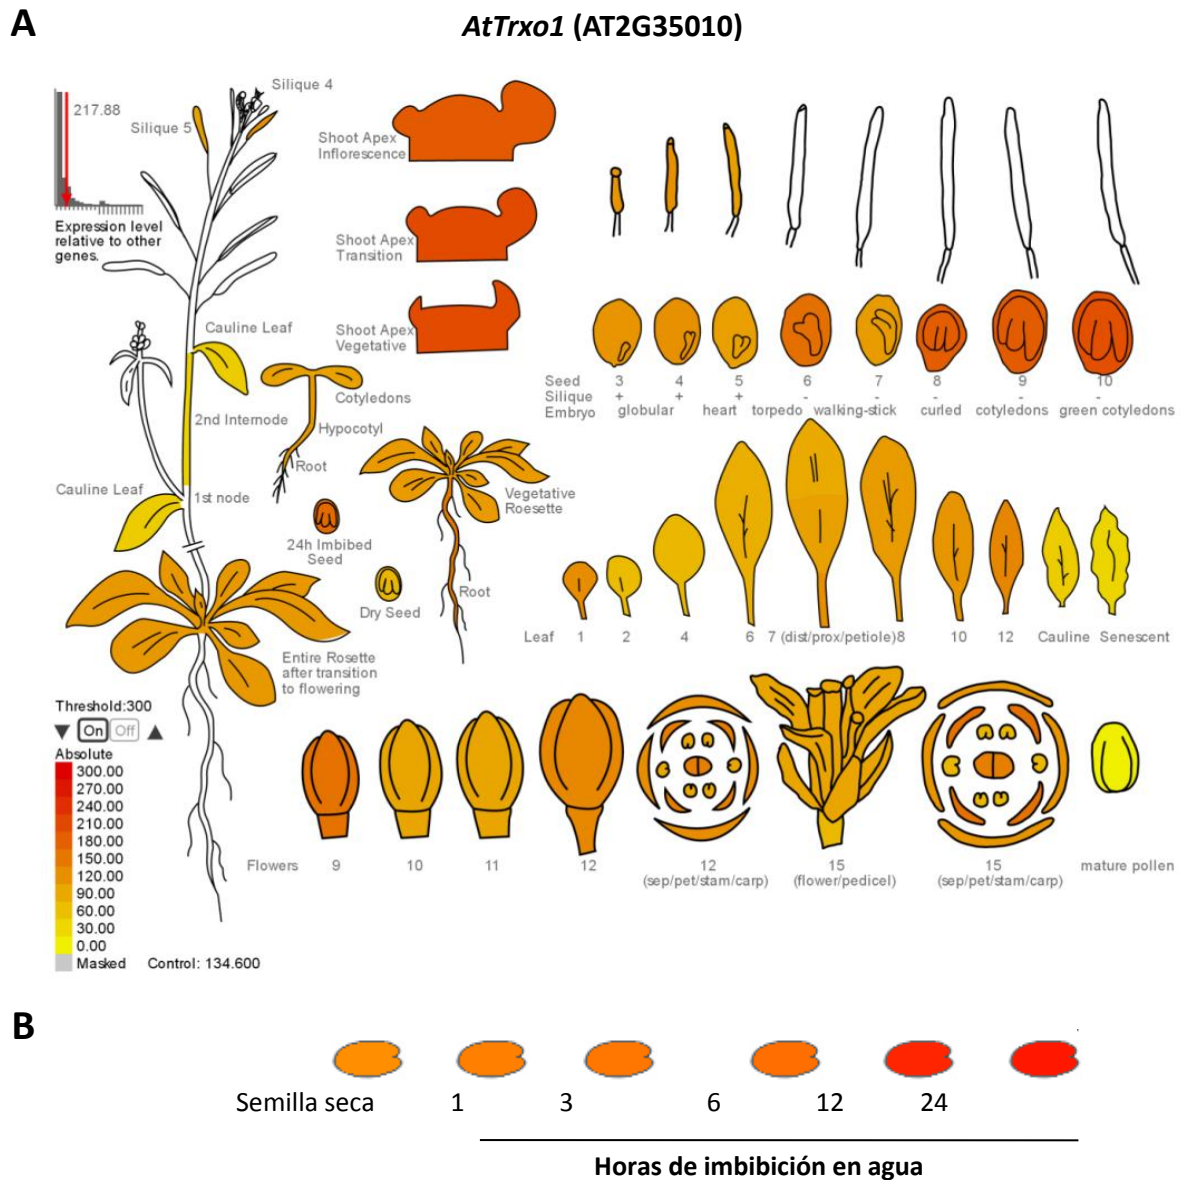 A
AtTrxo1 (AT2G35010)
217.88
Expression level
relative to other
genes.
Silique 4
Silique 5
Shoot Apex
Inflorescence
Shoot Apex
Transition
Shoot Apex
Vegetative
Cauline Leaf
2nd Internode
Cauline Leaf
1st node
Cotyledons
Hypocotyl
Root
24h Imbibed
Seed
Dry Seed
Vegetative
Roesette
Root
Entire Rosette
after transition
to flowering
Seed 3 4 5 6 7 8 9 10
Silique + + + - - - - -
Embryo globular heart torpedo walking-stick curled cotyledons green cotyledons
Leaf 1 2 4 6 7 (dist/prox/petiole) 8 10 12 Cauline Senescent
Threshold:300
On Off
Absolute
300.00
270.00
240.00
210.00
180.00
150.00
120.00
90.00
60.00
30.00
0.00
Masked Control: 134.600
Flowers 9 10 11 12 12 15 15 mature pollen
(sep/pet/stam/carp) (flower/pedicel) (sep/pet/stam/carp)
B
Semilla seca 1 3 6 12 24
Horas de imbibición en agua